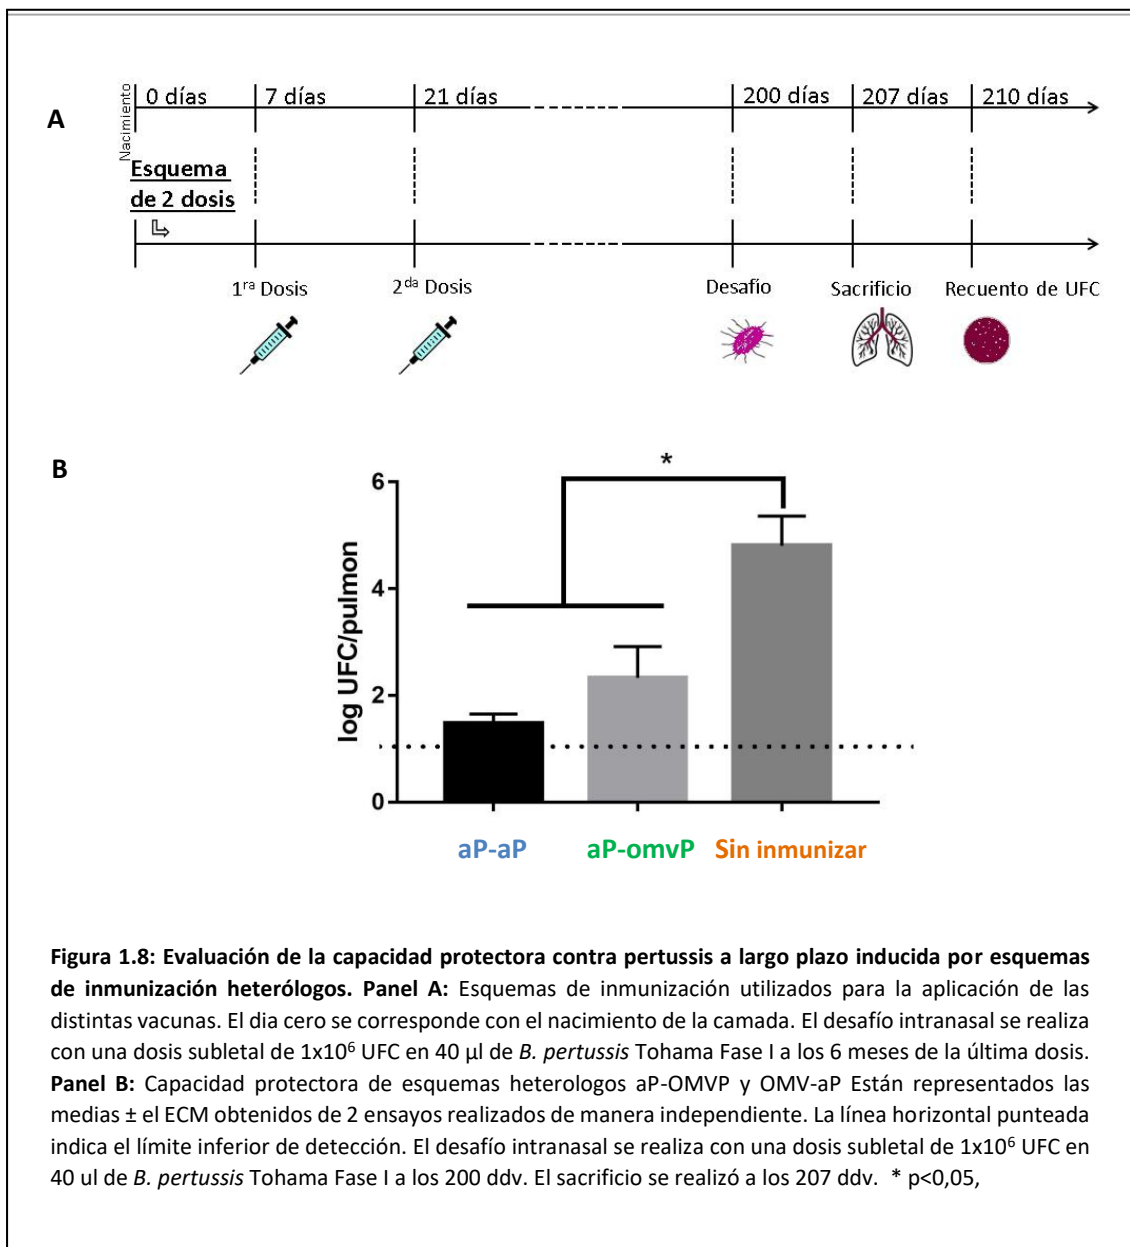 A
Nacimiento
0 días 7 días 21 días 200 días 207 días 210 días
Esquema
de 2 dosis
1ra Dosis 2da Dosis Desafío Sacrificio Recuento de UFC
B
*
log UFC/pulmon
6
4
2
0
aP-aP aP-omvP Sin inmunizar
Figura 1.8: Evaluación de la capacidad protectora contra pertussis a largo plazo inducida por esquemas
de inmunización heterólogos. Panel A: Esquemas de inmunización utilizados para la aplicación de las
distintas vacunas. El dia cero se corresponde con el nacimiento de la camada. El desafío intranasal se realiza
con una dosis subletal de 1x10⁶ UFC en 40 µl de B. pertussis Tohama Fase I a los 6 meses de la última dosis.
Panel B: Capacidad protectora de esquemas heterologos aP-OMVP y OMV-aP Están representados las
medias ± el ECM obtenidos de 2 ensayos realizados de manera independiente. La línea horizontal punteada
indica el límite inferior de detección. El desafío intranasal se realiza con una dosis subletal de 1x10⁶ UFC en
40 ul de B. pertussis Tohama Fase I a los 200 ddv. El sacrificio se realizó a los 207 ddv. * p<0,05,